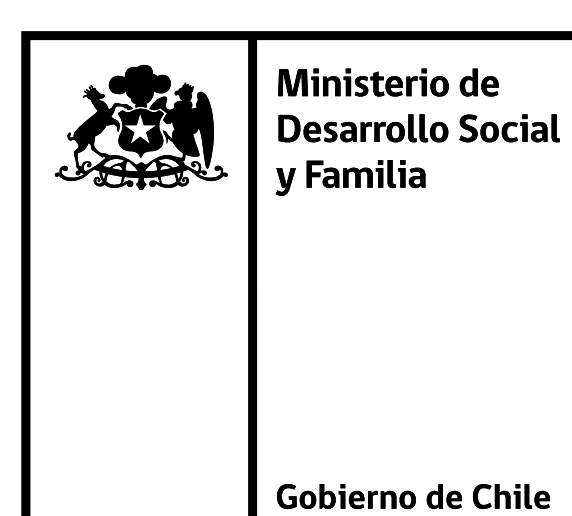 Ministerio de
Desarrollo Social
y Familia
Gobierno de Chile